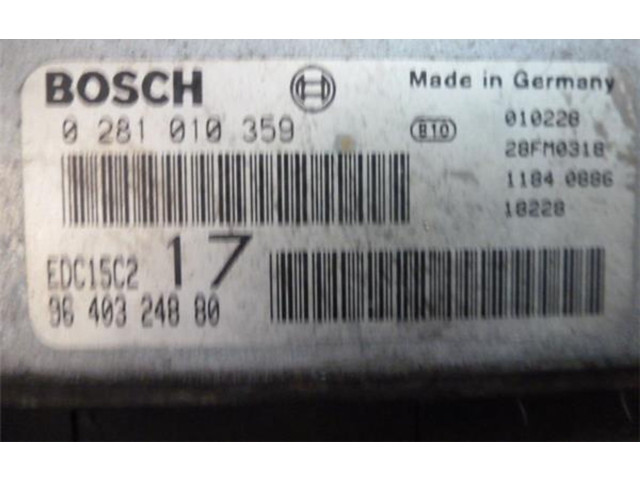 BOSCH
Made in Germany
0 281 010 359
B10
010228
28FM0318
1184 0886
18228
EDC15C2
17
96 403 248 80